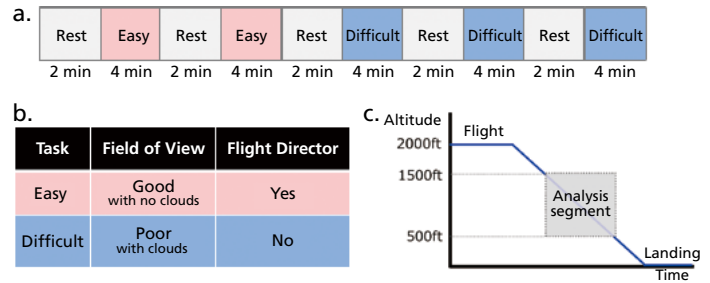 a.
Rest Easy Rest Easy Rest Difficult Rest Difficult Rest Difficult
2 min 4 min 2 min 4 min 2 min 4 min 2 min 4 min 2 min 4 min
b.
Task Field of View Flight Director
Easy Good with no clouds Yes
Difficult Poor with clouds No
c.
Altitude
Flight
2000ft
1500ft
Analysis
segment
500ft
Landing
Time